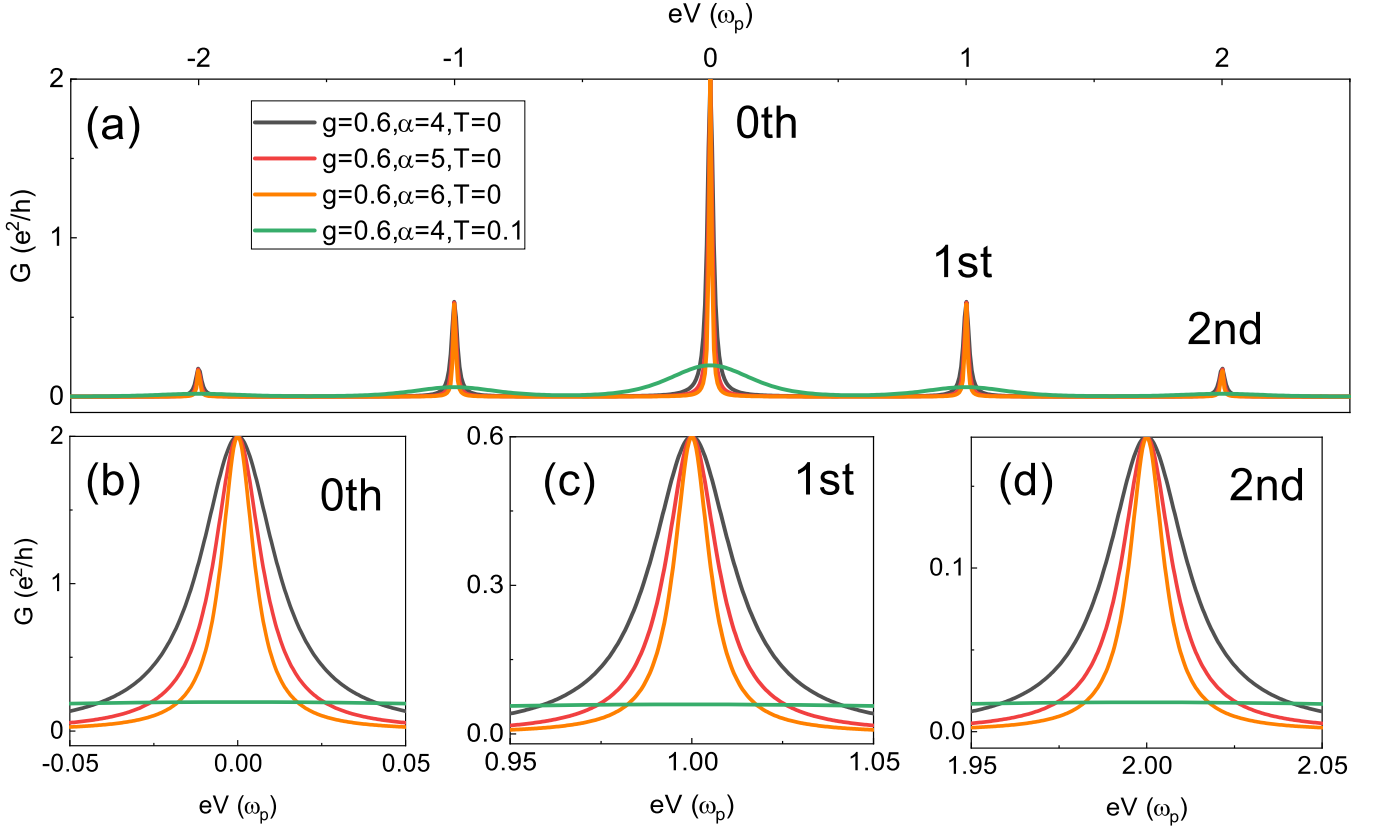 eV (ωp)
-2 -1 0 1 2
2
(a)
g=0.6,α=4,T=0
g=0.6,α=5,T=0
g=0.6,α=6,T=0
g=0.6,α=4,T=0.1
0th
1st
2nd
1
0
G (e²/h)
2
(b)
0th
1
0
G (e²/h)
-0.05 0.00 0.05
eV (ωp)
0.6
(c)
1st
0.3
0.0
0.95 1.00 1.05
eV (ωp)
(d)
2nd
0.1
0.0
1.95 2.00 2.05
eV (ωp)